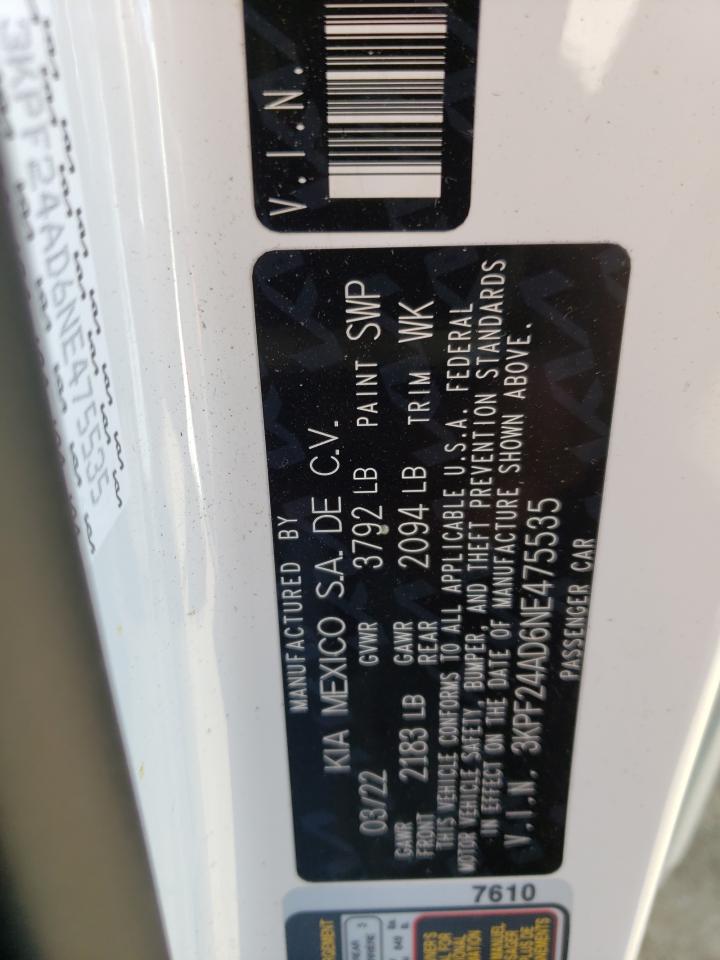 3KPF24AD6NE475535
V.I.N.
MANUFACTURED BY
KIA MEXICO S.A. DE C.V.
03/22 GVWR 3792 LB PAINT SWP
GAWR FRONT 2183 LB GAWR REAR 2094 LB TRIM WK
THIS VEHICLE CONFORMS TO ALL APPLICABLE U.S.A. FEDERAL
MOTOR VEHICLE SAFETY, BUMPER, AND THEFT PREVENTION STANDARDS
IN EFFECT ON THE DATE OF MANUFACTURE SHOWN ABOVE.
V.I.N. 3KPF24AD6NE475535
PASSENGER CAR
7610